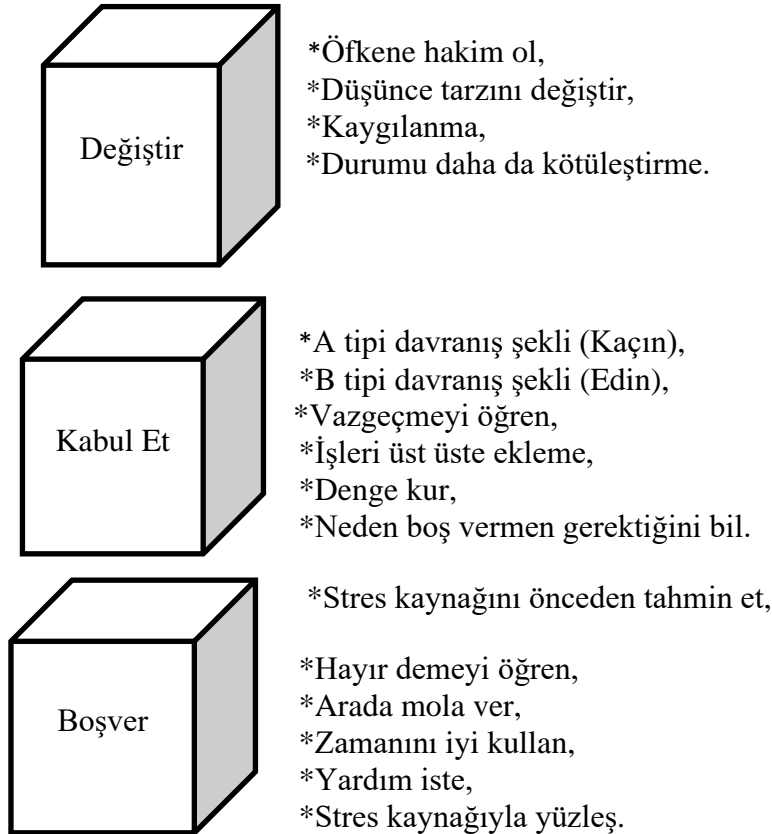 Değiştir
*Öfkene hakim ol,
*Düşünce tarzını değiştir,
*Kaygılanma,
*Durumu daha da kötüleştirme.
Kabul Et
*A tipi davranış şekli (Kaçın),
*B tipi davranış şekli (Edin),
*Vazgeçmeyi öğren,
*İşleri üst üste ekleme,
*Denge kur,
*Neden boş vermen gerektiğini bil.
Boşver
*Stres kaynağını önceden tahmin et,
*Hayır demeyi öğren,
*Arada mola ver,
*Zamanını iyi kullan,
*Yardım iste,
*Stres kaynağıyla yüzleş.